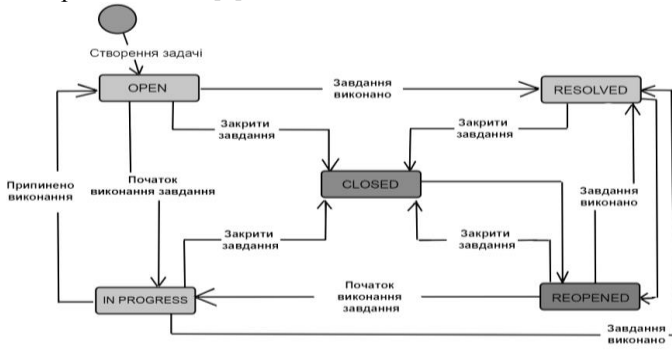 Створення задачі
OPEN
Завдання
виконано
RESOLVED
Закрити
завдання
Закрити
завдання
Припинено
виконання
Початок
виконання завдання
CLOSED
Завдання
виконано
Закрити
завдання
Закрити
завдання
IN PROGRESS
Початок
виконання
завдання
REOPENED
Завдання
виконано